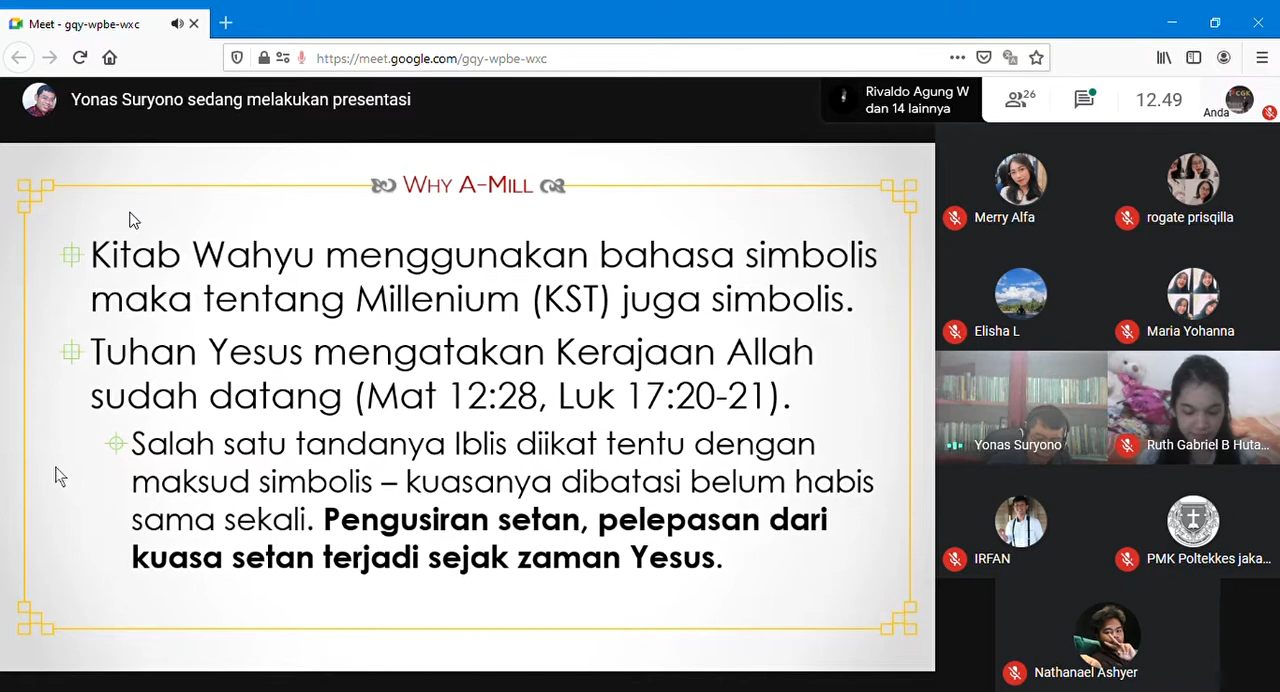 Meet - gqy-wpbe-wxc
https://meet.google.com/gqy-wpbe-wxc
Yonas Suryono sedang melakukan presentasi
Rivaldo Agung W
dan 14 lainnya
26
12.49
Anda
WHY A-MILL
Kitab Wahyu menggunakan bahasa simbolis
maka tentang Millenium (KST) juga simbolis.
Tuhan Yesus mengatakan Kerajaan Allah
sudah datang (Mat 12:28, Luk 17:20-21).
Salah satu tandanya Iblis diikat tentu dengan
maksud simbolis – kuasanya dibatasi belum habis
sama sekali. Pengusiran setan, pelepasan dari
kuasa setan terjadi sejak zaman Yesus.
Merry Alfa
rogate prisqilla
Elisha L
Maria Yohanna
Yonas Suryono
Ruth Gabriel B Huta...
IRFAN
PMK Poltekkes jaka...
Nathanael Ashyer